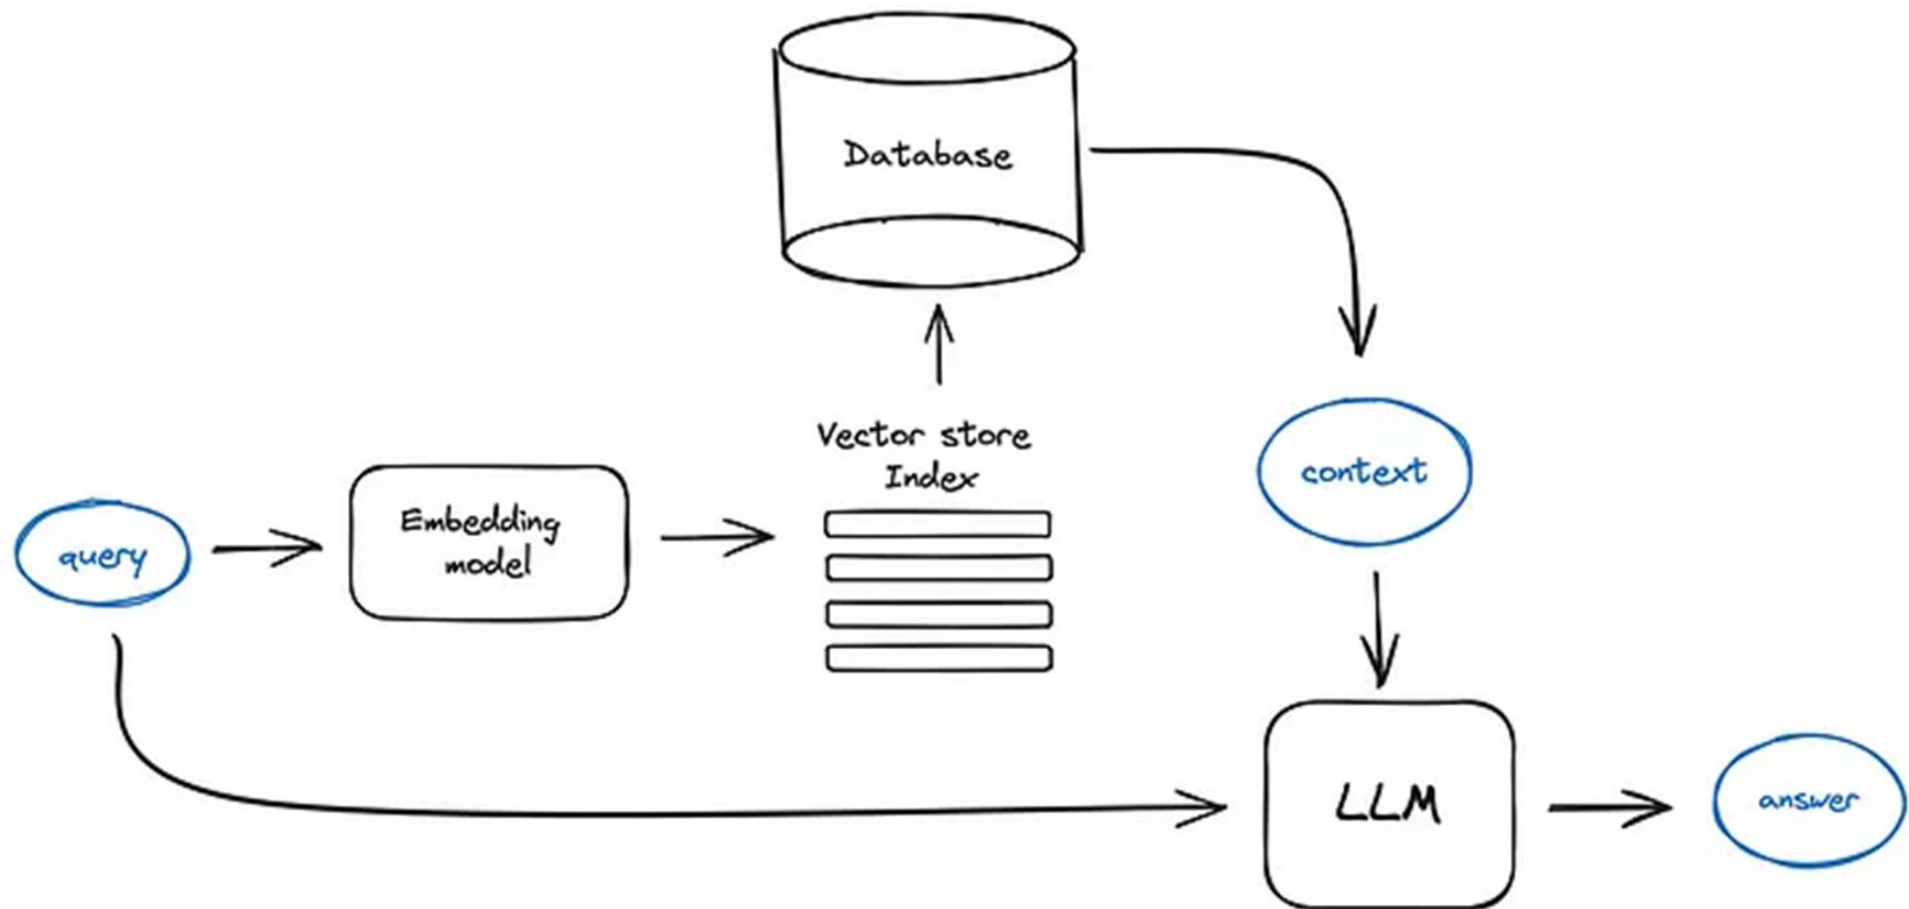 Database
Vector store
Index
context
query
Embedding
model
LLM
answer